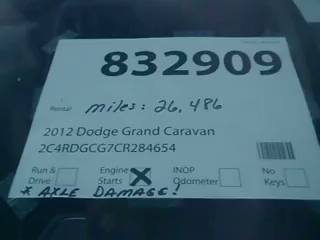 832909
Rental miles: 26,486
2012 Dodge Grand Caravan
2C4RDGCG7CR284654
Run & Drive Engine Starts X INOP Odometer No Keys
* AXLE DAMAGE!